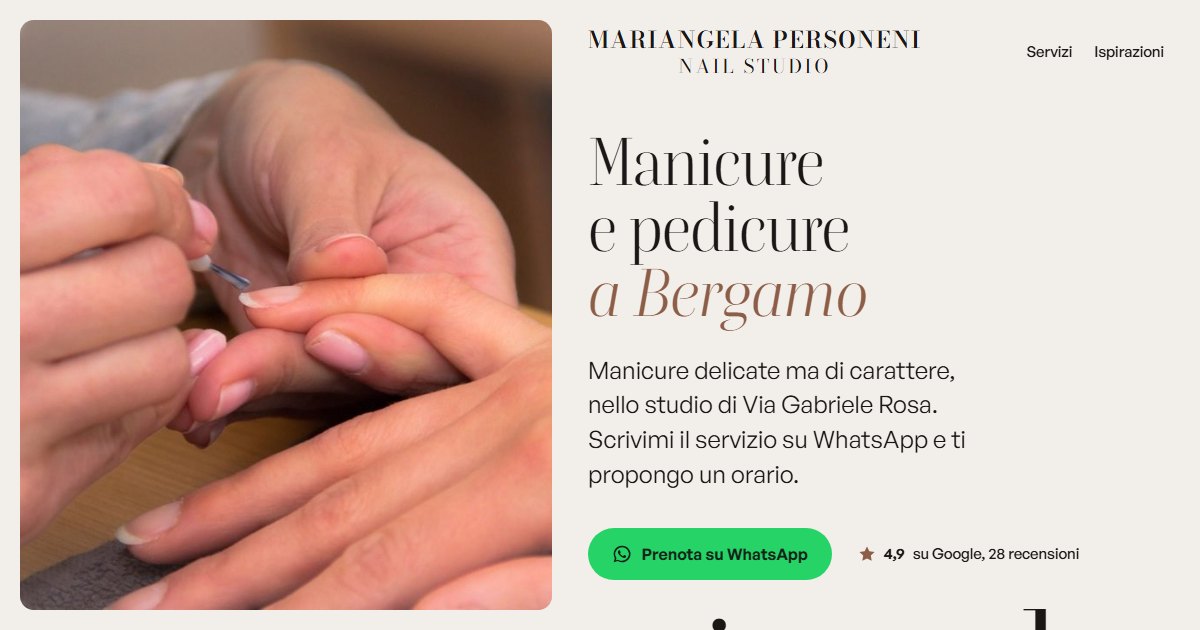 MARIANGELA PERSONENI
NAIL STUDIO
Servizi
Ispirazioni
Manicure
e pedicure
a Bergamo
Manicure delicate ma di carattere,
nello studio di Via Gabriele Rosa.
Scrivimi il servizio su WhatsApp e ti
propongo un orario.
Prenota su WhatsApp
4,9 su Google, 28 recensioni